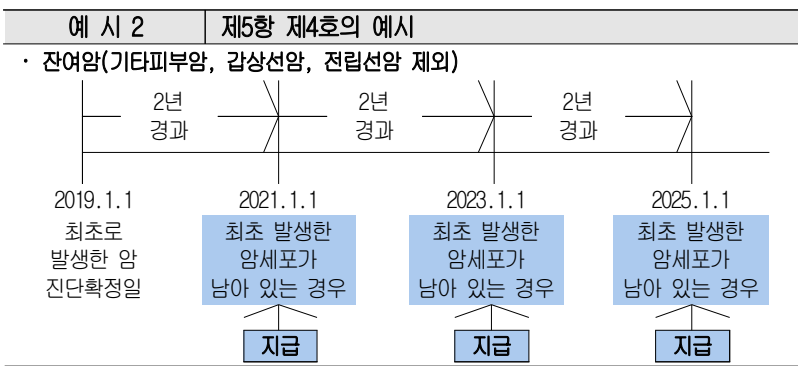 예 시 2 제5항 제4호의 예시
· 잔여암(기타피부암, 갑상선암, 전립선암 제외)
2년 2년 2년
경과 경과 경과
2019.1.1 2021.1.1 2023.1.1 2025.1.1
최초로 최초 발생한 최초 발생한 최초 발생한
발생한 암 암세포가 암세포가 암세포가
진단확정일 남아 있는 경우 남아 있는 경우 남아 있는 경우
지급 지급 지급